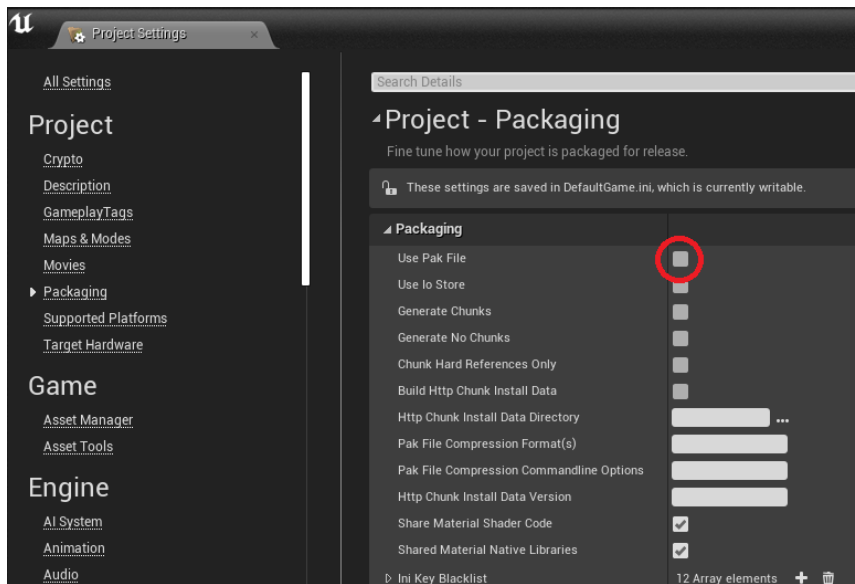 Project Settings
All Settings
Project
Crypto
Description
GameplayTags
Maps & Modes
Movies
Packaging
Supported Platforms
Target Hardware
Game
Asset Manager
Asset Tools
Engine
AI System
Animation
Audio
Search Details
Project - Packaging
Fine tune how your project is packaged for release.
These settings are saved in DefaultGame.ini, which is currently writable.
Packaging
Use Pak File
Use Io Store
Generate Chunks
Generate No Chunks
Chunk Hard References Only
Build Http Chunk Install Data
Http Chunk Install Data Directory
...
Pak File Compression Format(s)
Pak File Compression Commandline Options
Http Chunk Install Data Version
Share Material Shader Code
Shared Material Native Libraries
Ini Key Blacklist 12 Array elements